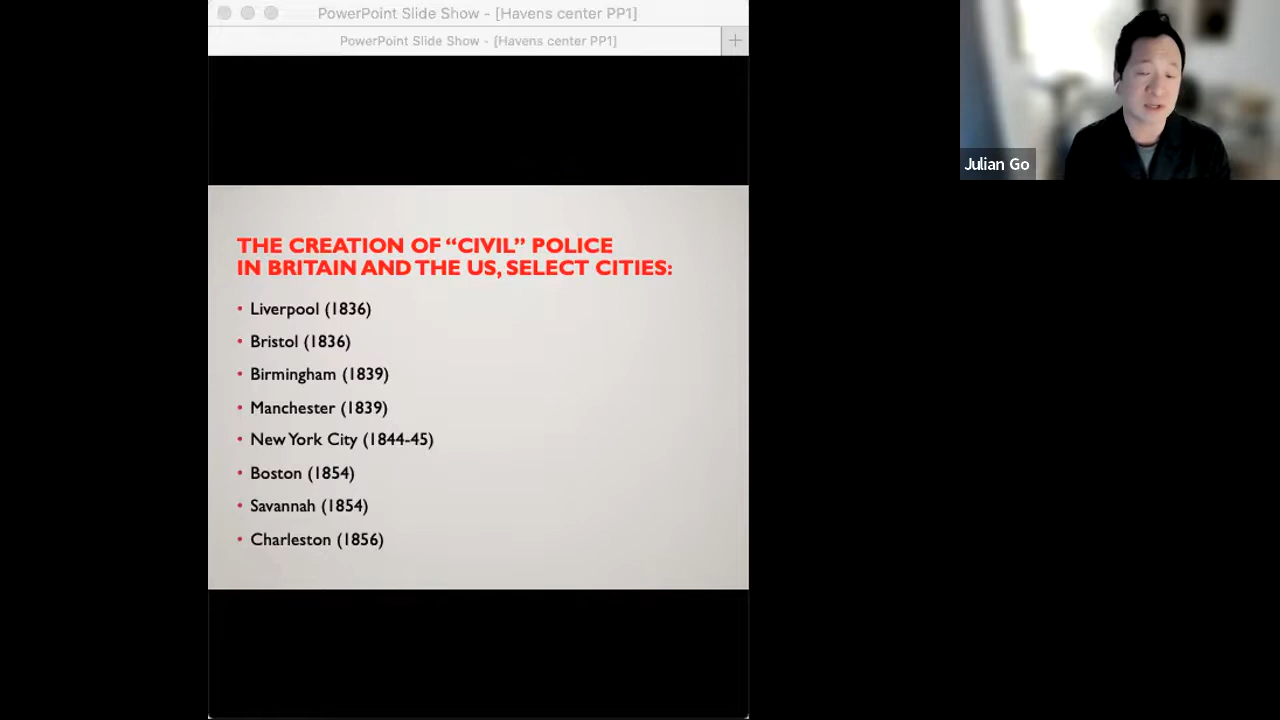 PowerPoint Slide Show - [Havens center PP1]
PowerPoint Slide Show - [Havens center PP1]
THE CREATION OF “CIVIL” POLICE
IN BRITAIN AND THE US, SELECT CITIES:
• Liverpool (1836)
• Bristol (1836)
• Birmingham (1839)
• Manchester (1839)
• New York City (1844-45)
• Boston (1854)
• Savannah (1854)
• Charleston (1856)
Julian Go